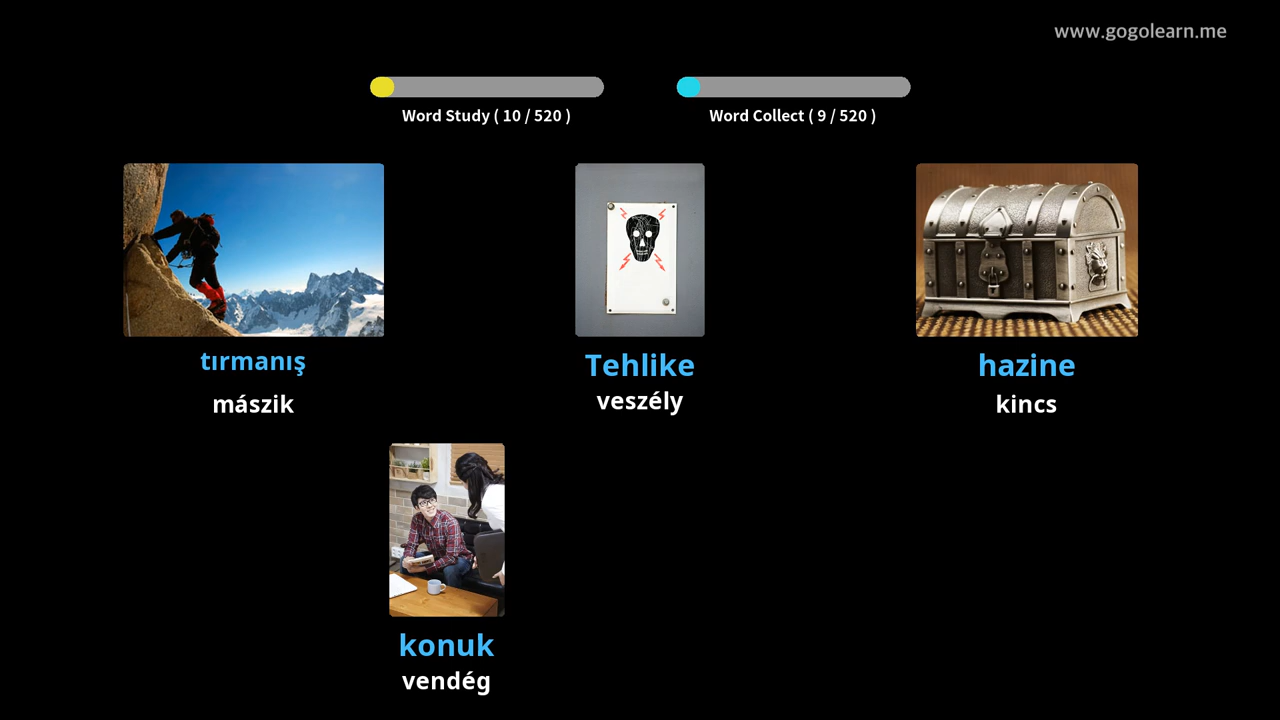 www.gogolearn.me
Word Study ( 10 / 520 )
Word Collect ( 9 / 520 )
tırmanış
mászik
Tehlike
veszély
hazine
kincs
konuk
vendég